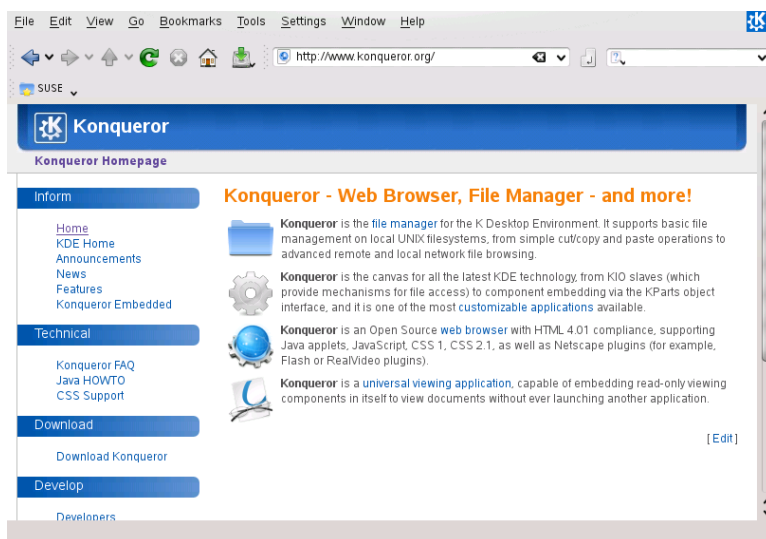 File Edit View Go Bookmarks Tools Settings Window Help
http://www.konqueror.org/
SUSE
Konqueror
Konqueror Homepage
Inform
Home
KDE Home
Announcements
News
Features
Konqueror Embedded
Technical
Konqueror FAQ
Java HOWTO
CSS Support
Download
Download Konqueror
Develop
Developers
Konqueror - Web Browser, File Manager - and more!
Konqueror is the file manager for the K Desktop Environment. It supports basic file
management on local UNIX filesystems, from simple cut/copy and paste operations to
advanced remote and local network file browsing.
Konqueror is the canvas for all the latest KDE technology, from KIO slaves (which
provide mechanisms for file access) to component embedding via the KParts object
interface, and it is one of the most customizable applications available.
Konqueror is an Open Source web browser with HTML 4.01 compliance, supporting
Java applets, JavaScript, CSS 1, CSS 2.1, as well as Netscape plugins (for example,
Flash or RealVideo plugins).
Konqueror is a universal viewing application, capable of embedding read-only viewing
components in itself to view documents without ever launching another application.
[Edit]